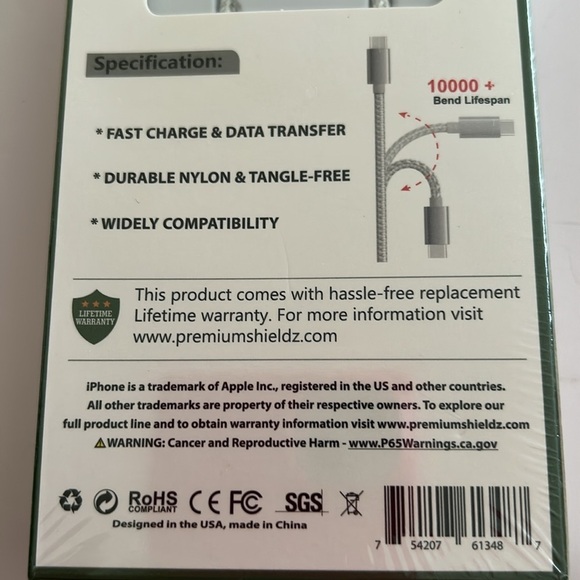 Specification:
10000 +
Bend Lifespan
* FAST CHARGE & DATA TRANSFER
* DURABLE NYLON & TANGLE-FREE
* WIDELY COMPATIBILITY
LIFETIME
WARRANTY
This product comes with hassle-free replacement
Lifetime warranty. For more information visit
www.premiumshieldz.com
iPhone is a trademark of Apple Inc., registered in the US and other countries.
All other trademarks are property of their respective owners. To explore our
full product line and to obtain warranty information visit www.premiumshieldz.com
⚠WARNING: Cancer and Reproductive Harm - www.P65Warnings.ca.gov
RoHS
COMPLIANT
CE FC SGS
Designed in the USA, made in China
7 54207 61348 7